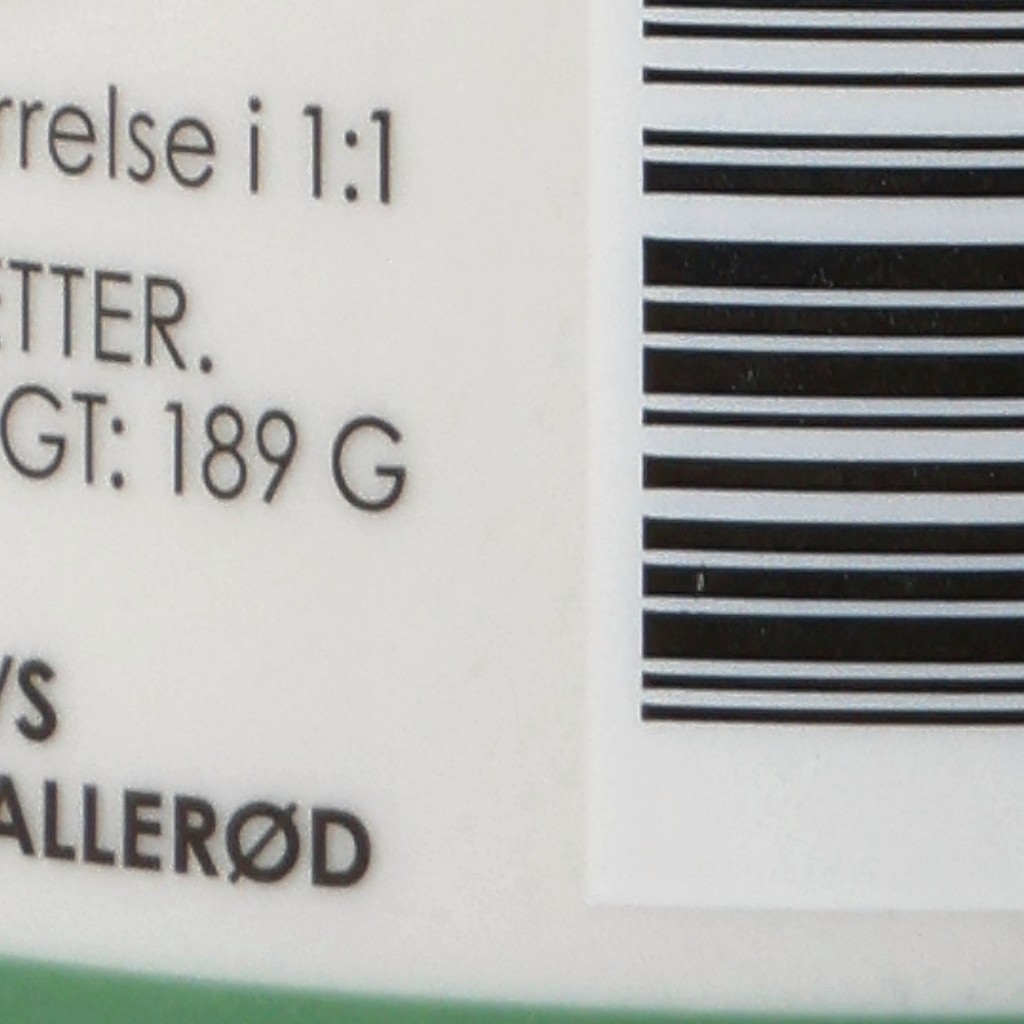 rrelse i 1:1
ETTER.
GT: 189 G
/S
ALLERØD